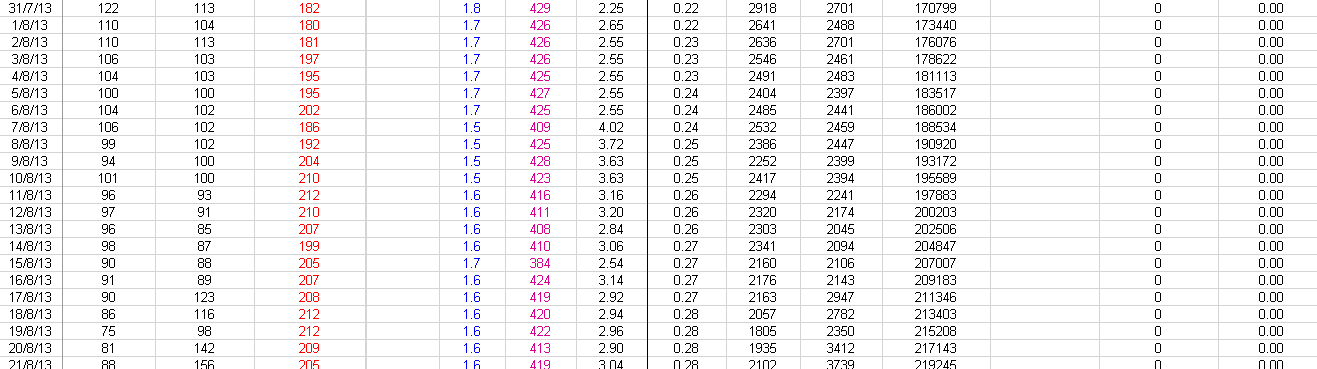 31/7/13 122 113 182 1.8 429 2.25 0.22 2918 2701 170799 0 0.00
1/8/13 110 104 180 1.7 426 2.65 0.22 2641 2488 173440 0 0.00
2/8/13 110 113 181 1.7 426 2.55 0.23 2636 2701 176076 0 0.00
3/8/13 106 103 197 1.7 426 2.55 0.23 2546 2461 178622 0 0.00
4/8/13 104 103 195 1.7 425 2.55 0.23 2491 2483 181113 0 0.00
5/8/13 100 100 195 1.7 427 2.55 0.24 2404 2397 183517 0 0.00
6/8/13 104 102 202 1.7 425 2.55 0.24 2485 2441 186002 0 0.00
7/8/13 106 102 186 1.5 409 4.02 0.24 2532 2459 188534 0 0.00
8/8/13 99 102 192 1.5 425 3.72 0.25 2386 2447 190920 0 0.00
9/8/13 94 100 204 1.5 428 3.63 0.25 2252 2399 193172 0 0.00
10/8/13 101 100 210 1.5 423 3.63 0.25 2417 2394 195589 0 0.00
11/8/13 96 93 212 1.6 416 3.16 0.26 2294 2241 197883 0 0.00
12/8/13 97 91 210 1.6 411 3.20 0.26 2320 2174 200203 0 0.00
13/8/13 96 85 207 1.6 408 2.84 0.26 2303 2045 202506 0 0.00
14/8/13 98 87 199 1.6 410 3.06 0.27 2341 2094 204847 0 0.00
15/8/13 90 88 205 1.7 384 2.54 0.27 2160 2106 207007 0 0.00
16/8/13 91 89 207 1.6 424 3.14 0.27 2176 2143 209183 0 0.00
17/8/13 90 123 208 1.6 419 2.92 0.27 2163 2947 211346 0 0.00
18/8/13 86 116 212 1.6 420 2.94 0.28 2057 2782 213403 0 0.00
19/8/13 75 98 212 1.6 422 2.96 0.28 1805 2350 215208 0 0.00
20/8/13 81 142 209 1.6 413 2.90 0.28 1935 3412 217143 0 0.00
21/8/13 88 156 205 1.6 419 3.04 0.28 2102 3739 219245 0 0.00